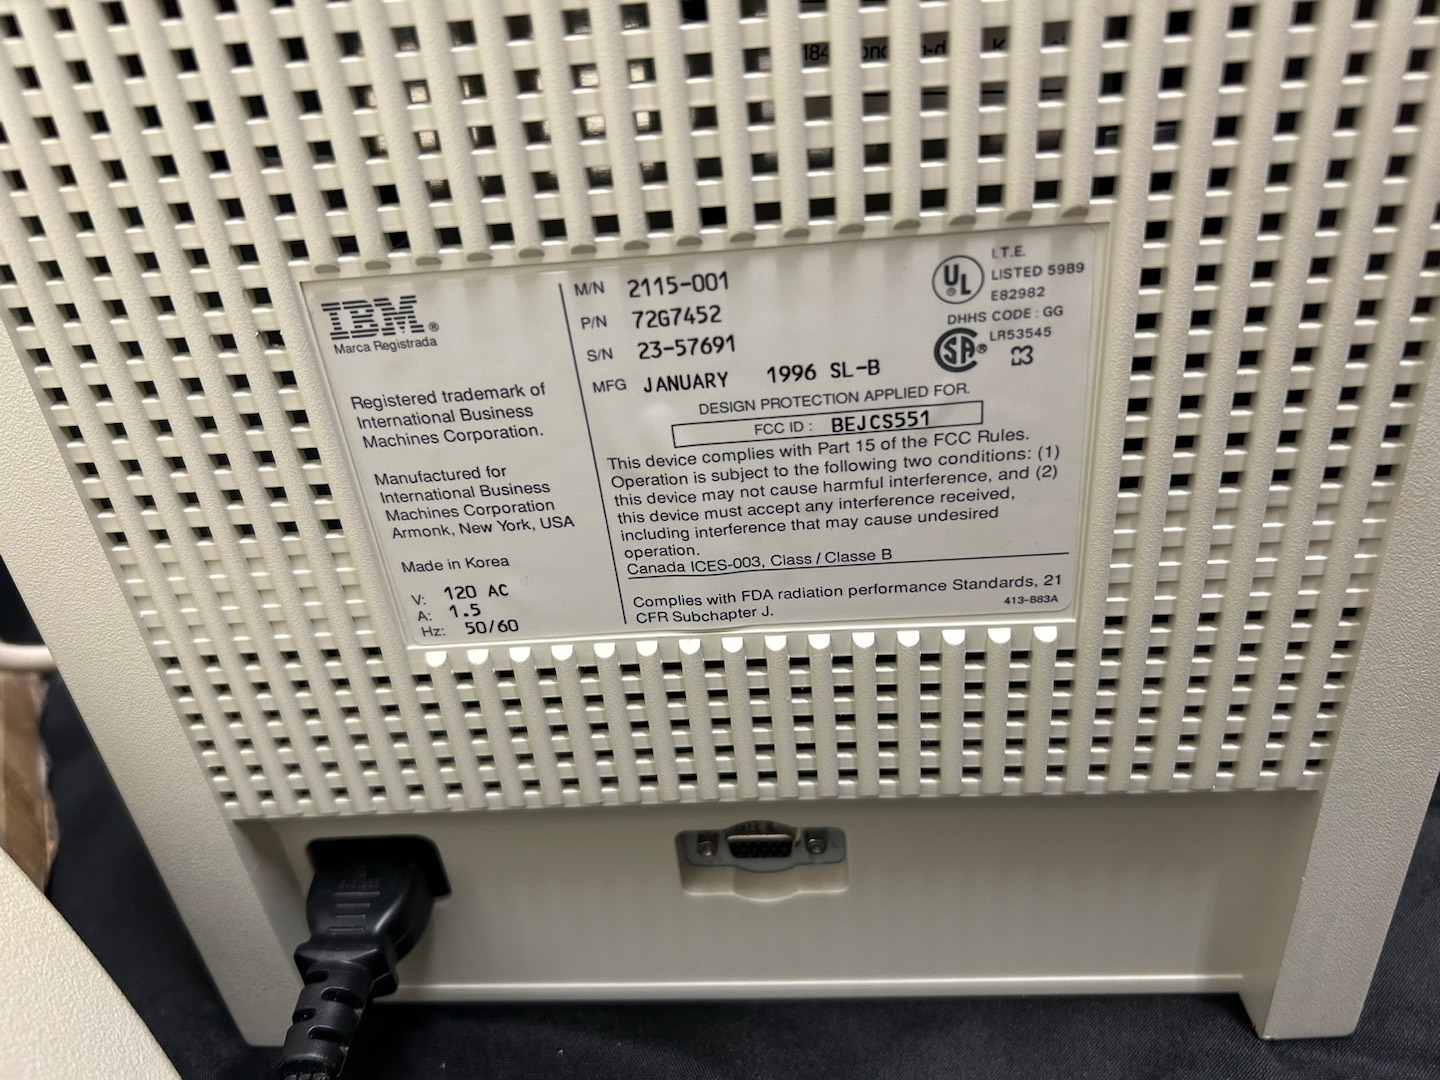 IBM®
Marca Registrada
Registered trademark of
International Business
Machines Corporation.
Manufactured for
International Business
Machines Corporation
Armonk, New York, USA
Made in Korea
V: 120 AC
A: 1.5
Hz: 50/60
M/N 2115-001
P/N 72G7452
S/N 23-57691
MFG JANUARY 1996 SL-B
DESIGN PROTECTION APPLIED FOR.
FCC ID: BEJCS551
This device complies with Part 15 of the FCC Rules.
Operation is subject to the following two conditions: (1)
this device may not cause harmful interference, and (2)
this device must accept any interference received,
including interference that may cause undesired
operation.
Canada ICES-003, Class / Classe B
Complies with FDA radiation performance Standards, 21
CFR Subchapter J.
413-883A
UL®
I.T.E.
LISTED 59B9
E82982
DHHS CODE: GG
SA®
LR53545